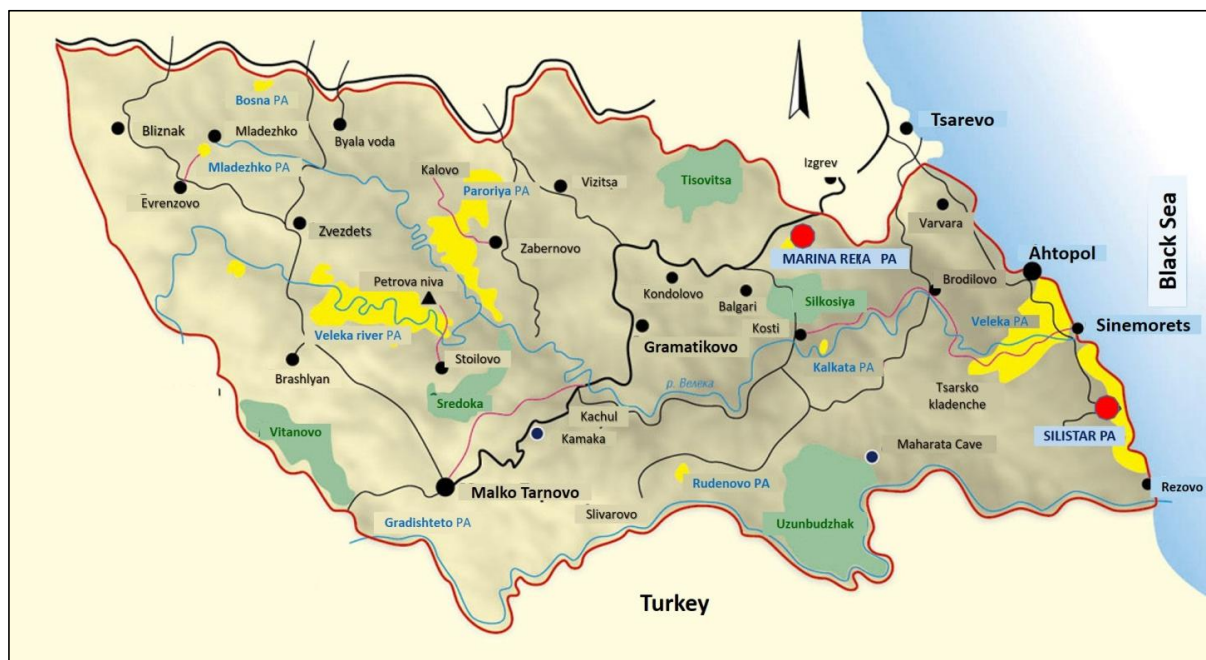 Bosna PA
Bliznak
Mladezhko
Byala voda
Tsarevo
Mladezhko PA
Kalovo
Izgrev
Evrenzovo
Paroriya PA
Vizitsa
Tisovitsa
Varvara
Black Sea
Zvezdets
Zabernovo
MARINA REKA PA
Ahtopol
Petrova niva
Kondolovo
Balgari
Silkosiya
Brodilovo
Veleka river PA
Gramatikovo
Kosti
Veleka PA
Sinemorets
Brashlyan
Stoilovo
р. Велека
Kalkata PA
Tsarsko
kladenche
Sredoka
Kachul
Vitanovo
Kamaka
Maharata Cave
SILISTAR PA
Malko Tarnovo
Rudenovo PA
Rezovo
Gradishteto PA
Slivarovo
Uzunbudzhak
Turkey